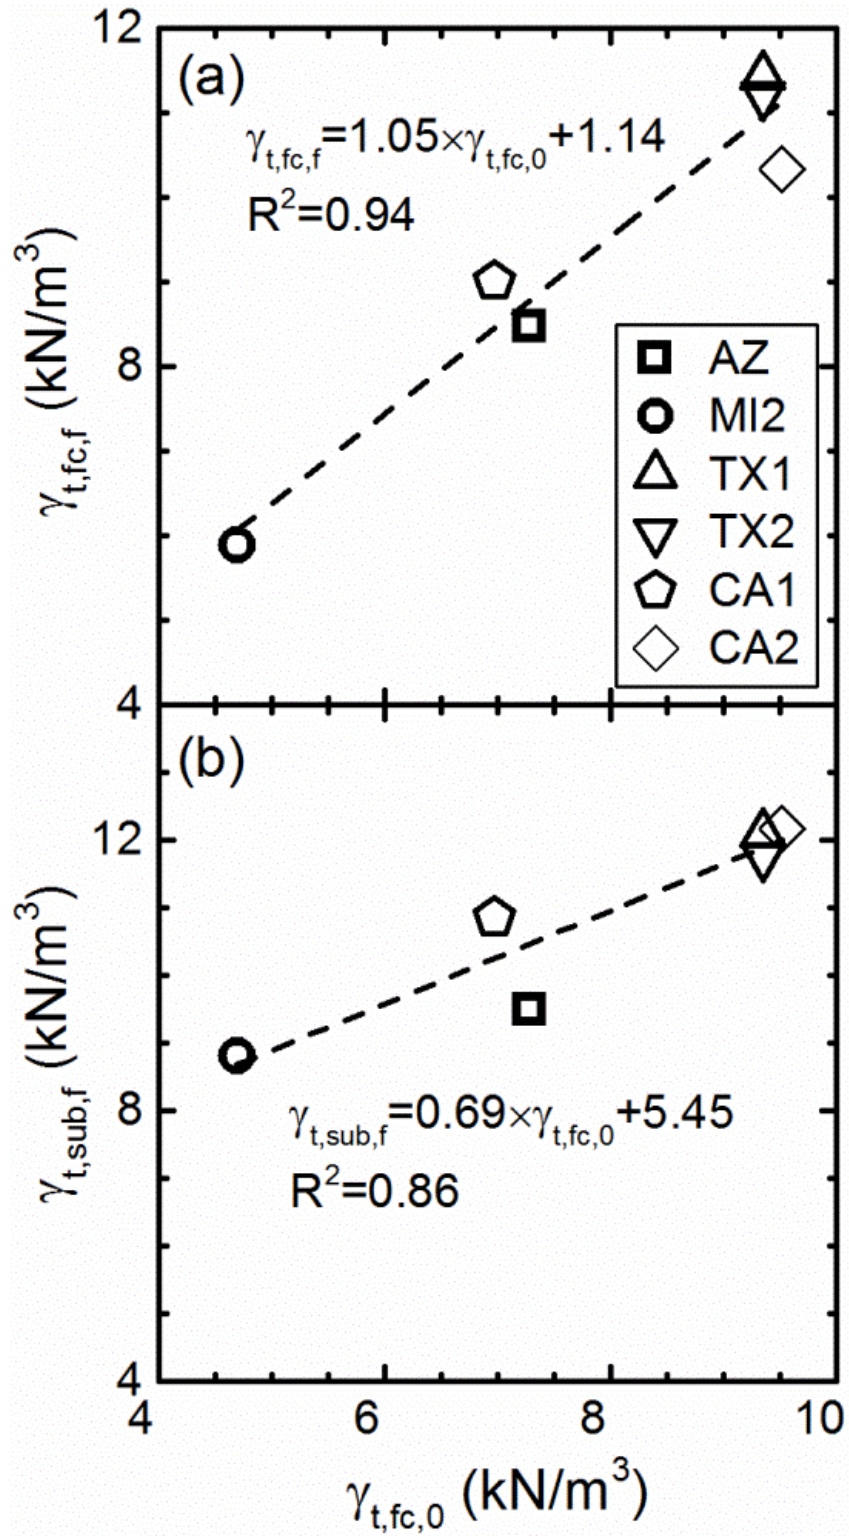 12
(a)
γt,fc,f=1.05×γt,fc,0+1.14
R²=0.94
γt,fc,f (kN/m³)
8
AZ
MI2
TX1
TX2
CA1
CA2
4
(b)
12
γt,sub,f (kN/m³)
8
γt,sub,f=0.69×γt,fc,0+5.45
R²=0.86
4
4 6 8 10
γt,fc,0 (kN/m³)